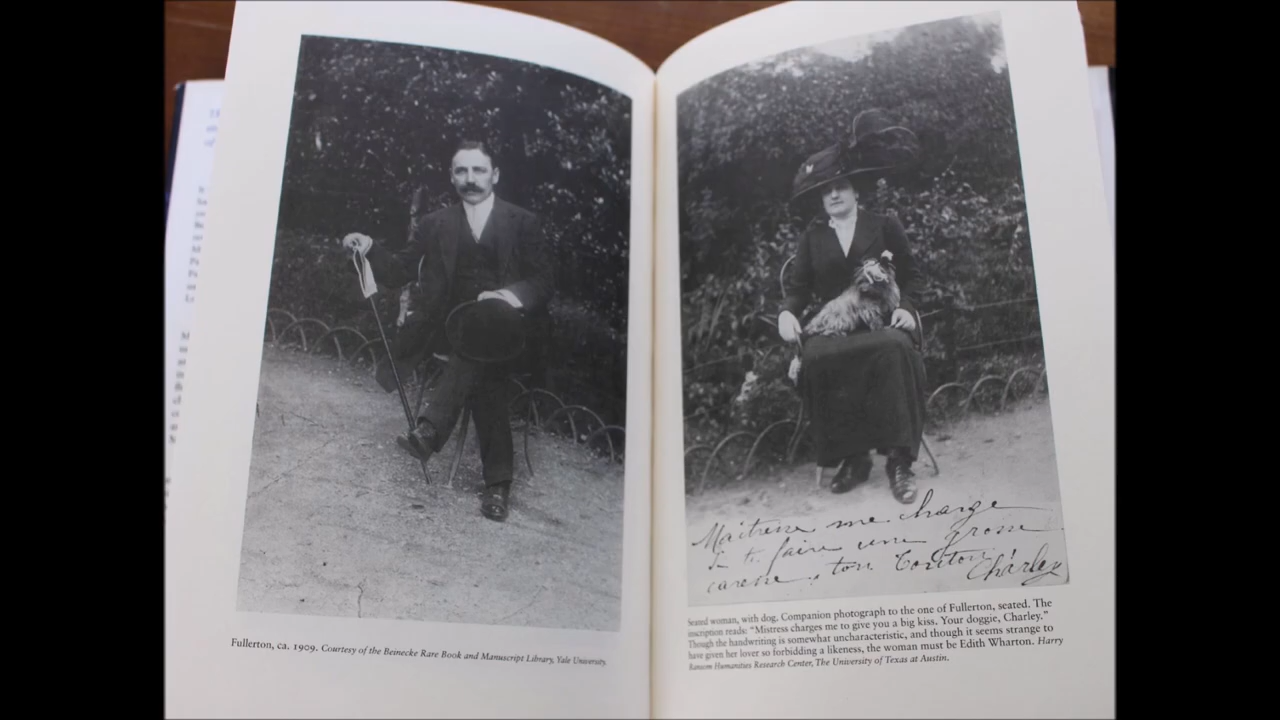 Fullerton, ca. 1909. Courtesy of the Beinecke Rare Book and Manuscript Library, Yale University.
Maitresse me charge
de te faire une grosse
caresse, ton Toutou!
Charley
Seated woman, with dog. Companion photograph to the one of Fullerton, seated. The
inscription reads: "Mistress charges me to give you a big kiss. Your doggie, Charley."
Though the handwriting is somewhat uncharacteristic, and though it seems strange to
have given her lover so forbidding a likeness, the woman must be Edith Wharton. Harry
Ransom Humanities Research Center, The University of Texas at Austin.